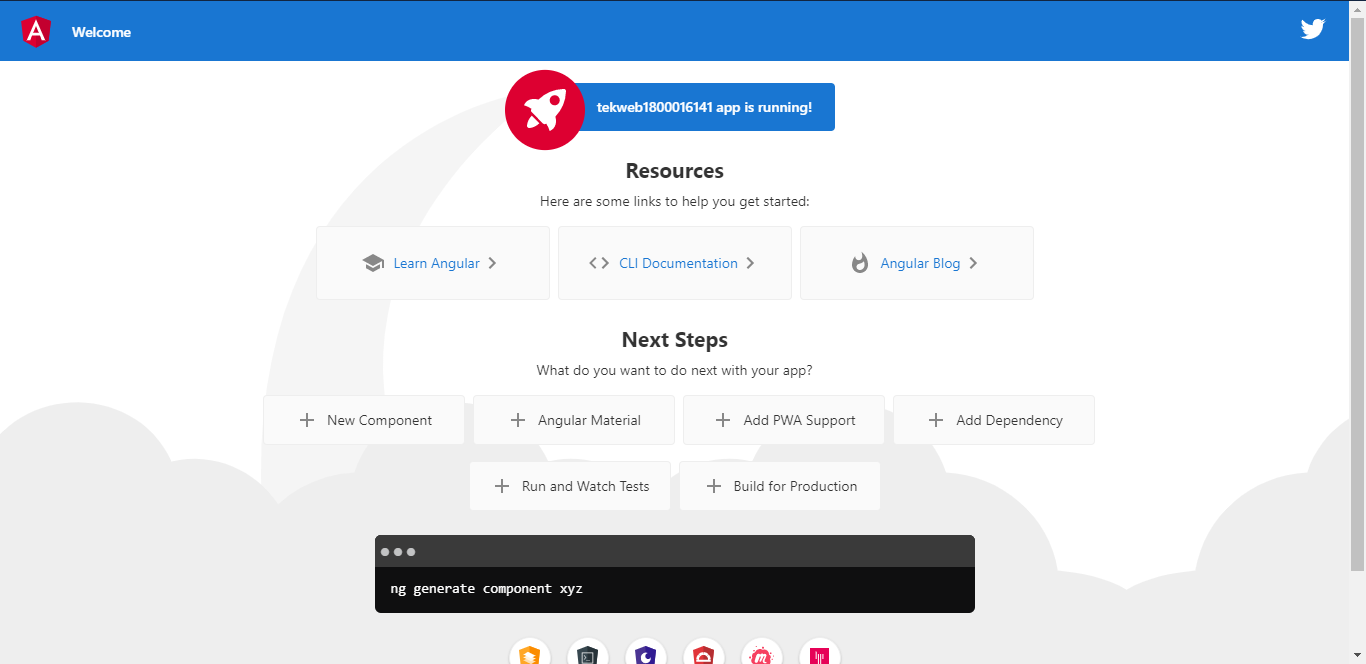 Welcome
tekweb1800016141 app is running!
Resources
Here are some links to help you get started:
Learn Angular
CLI Documentation
Angular Blog
Next Steps
What do you want to do next with your app?
New Component
Angular Material
Add PWA Support
Add Dependency
Run and Watch Tests
Build for Production
ng generate component xyz